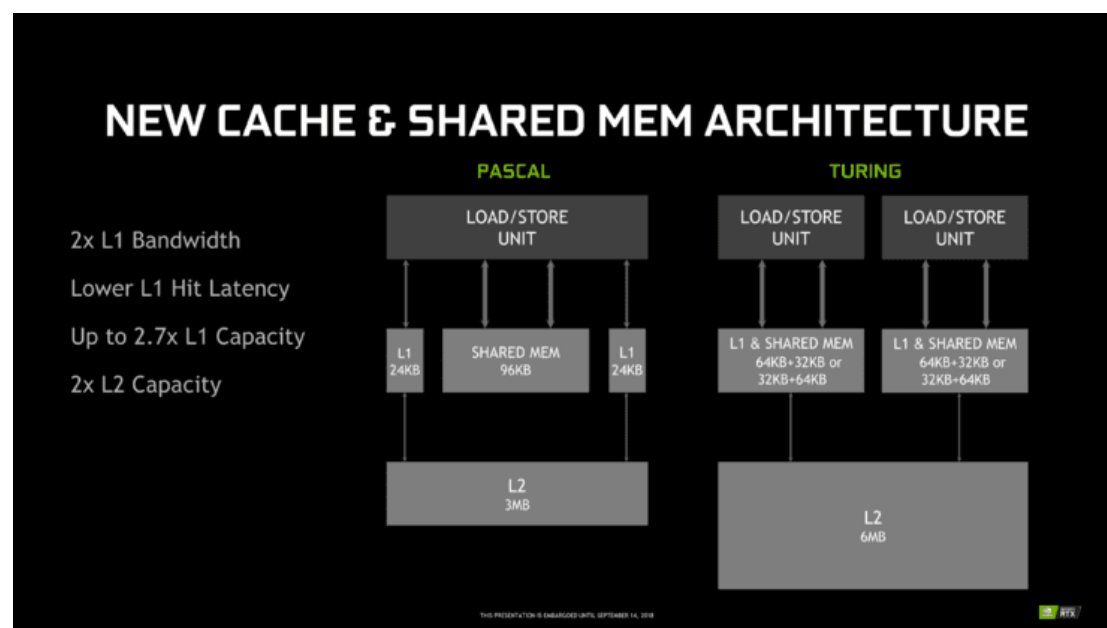 NEW CACHE & SHARED MEM ARCHITECTURE
PASCAL
TURING
2x L1 Bandwidth
Lower L1 Hit Latency
Up to 2.7x L1 Capacity
2x L2 Capacity
LOAD/STORE
UNIT
L1
24KB
SHARED MEM
96KB
L1
24KB
L2
3MB
LOAD/STORE
UNIT
LOAD/STORE
UNIT
L1 & SHARED MEM
64KB+32KB or
32KB+64KB
L1 & SHARED MEM
64KB+32KB or
32KB+64KB
L2
6MB
THIS PRESENTATION IS EMBARGOED UNTIL SEPTEMBER 14, 2018
RTX